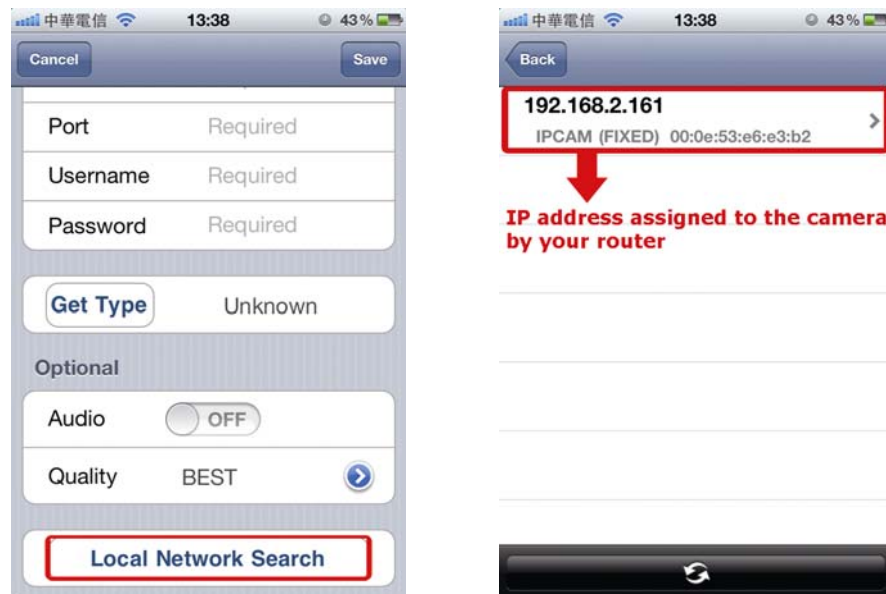 中華電信 13:38 43%
Cancel Save
Port Required
Username Required
Password Required
Get Type Unknown
Optional
Audio OFF
Quality BEST
Local Network Search
中華電信 13:38 43%
Back
192.168.2.161
IPCAM (FIXED) 00:0e:53:e6:e3:b2
IP address assigned to the camera
by your router